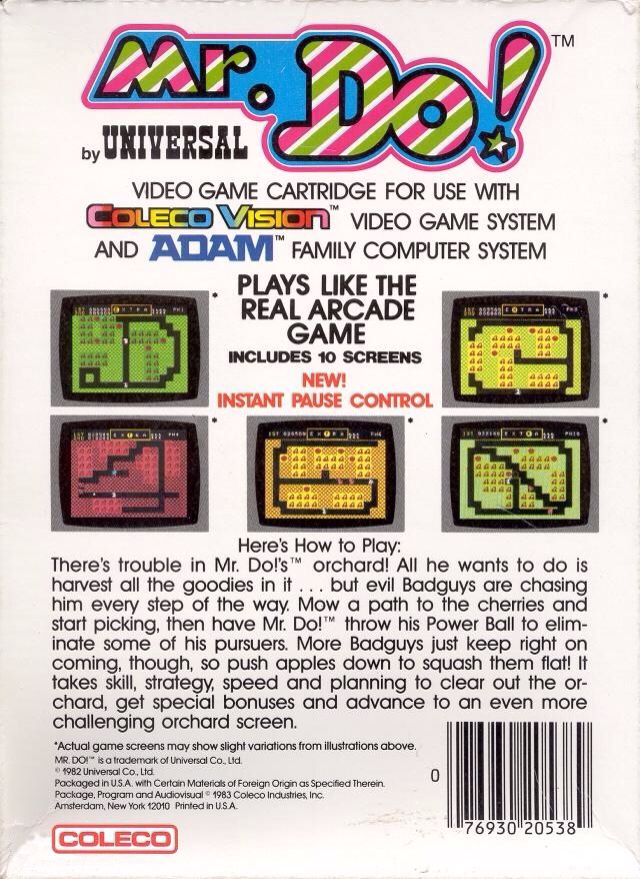 Mr. Do! ™
by UNIVERSAL
VIDEO GAME CARTRIDGE FOR USE WITH
COLECO VISION™ VIDEO GAME SYSTEM
AND ADAM™ FAMILY COMPUTER SYSTEM
PLAYS LIKE THE
REAL ARCADE
GAME
INCLUDES 10 SCREENS
NEW!
INSTANT PAUSE CONTROL
*
*
*
*
*
Here's How to Play:
There's trouble in Mr. Do!'s™ orchard! All he wants to do is
harvest all the goodies in it . . . but evil Badguys are chasing
him every step of the way. Mow a path to the cherries and
start picking, then have Mr. Do!™ throw his Power Ball to elim-
inate some of his pursuers. More Badguys just keep right on
coming, though, so push apples down to squash them flat! It
takes skill, strategy, speed and planning to clear out the or-
chard, get special bonuses and advance to an even more
challenging orchard screen.
*Actual game screens may show slight variations from illustrations above.
MR. DO!™ is a trademark of Universal Co., Ltd.
© 1982 Universal Co., Ltd.
Packaged in U.S.A. with Certain Materials of Foreign Origin as Specified Therein.
Package, Program and Audiovisual © 1983 Coleco Industries, Inc.
Amsterdam, New York 12010 Printed in U.S.A.
COLECO
0 76930 20538